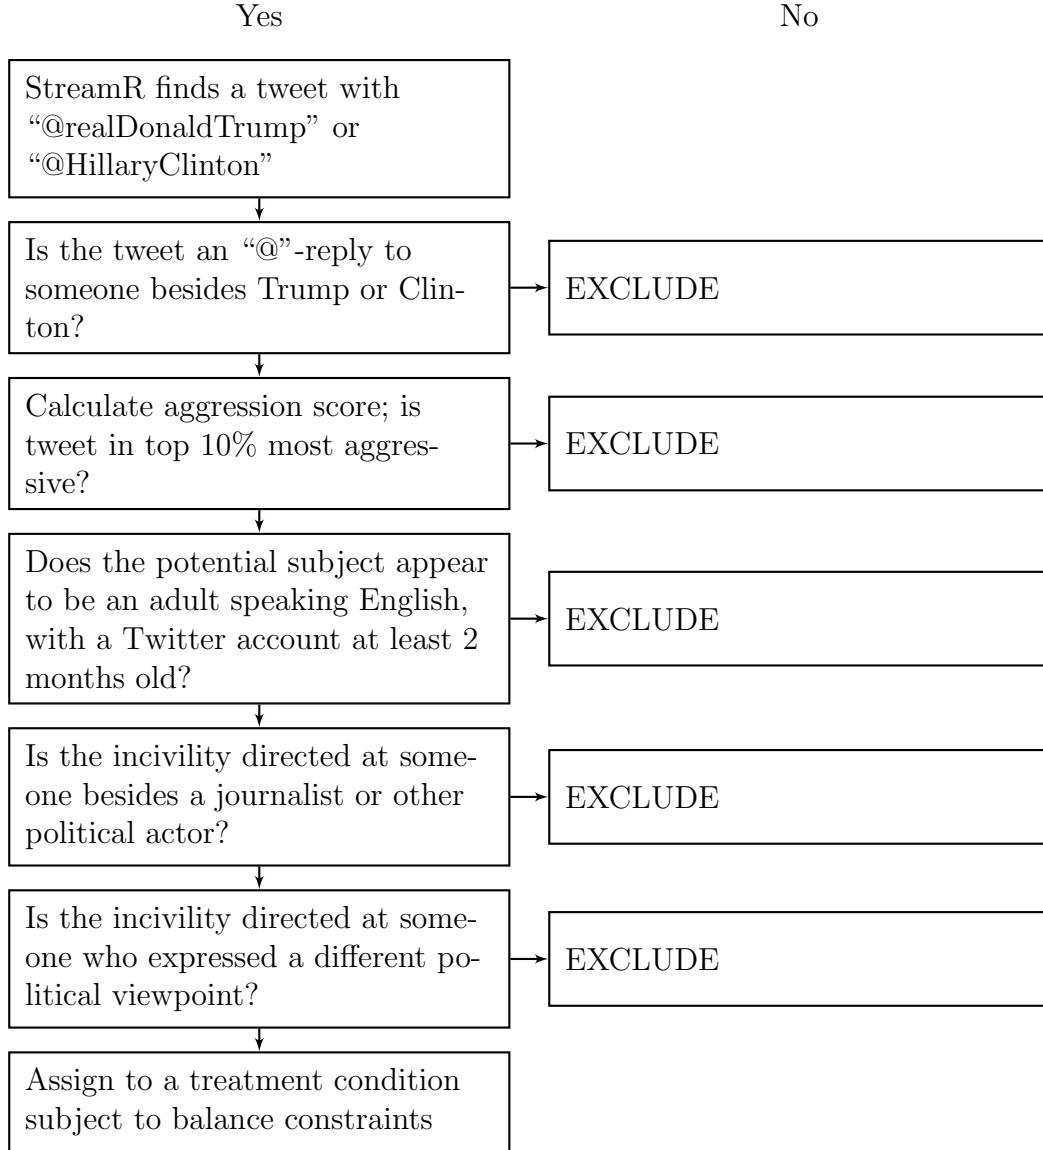 Yes
No
StreamR finds a tweet with
“@realDonaldTrump” or
“@HillaryClinton”
Is the tweet an “@”-reply to
someone besides Trump or Clin-
ton?
EXCLUDE
Calculate aggression score; is
tweet in top 10% most aggres-
sive?
EXCLUDE
Does the potential subject appear
to be an adult speaking English,
with a Twitter account at least 2
months old?
EXCLUDE
Is the incivility directed at some-
one besides a journalist or other
political actor?
EXCLUDE
Is the incivility directed at some-
one who expressed a different po-
litical viewpoint?
EXCLUDE
Assign to a treatment condition
subject to balance constraints